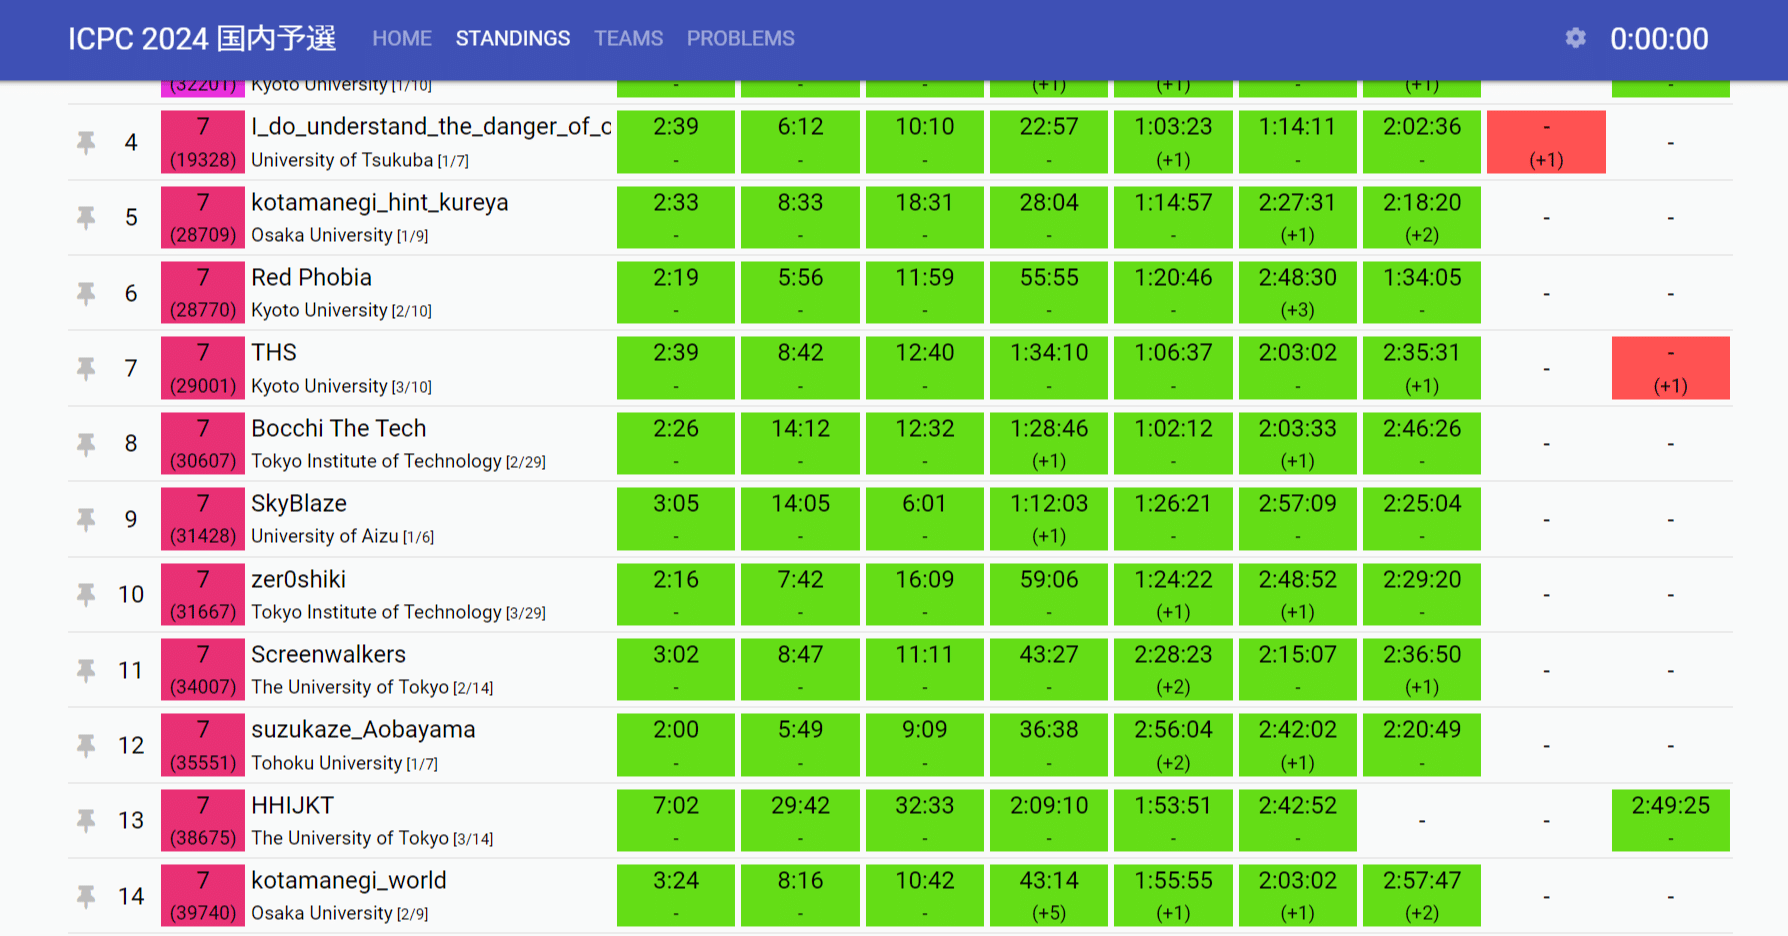 ICPC 2024 国内予選 HOME STANDINGS TEAMS PROBLEMS 0:00:00
(32201) Kyoto University [1/10] - - - (+1) (+1) - (+1) -
4 7 I_do_understand_the_danger_of_c 2:39 6:12 10:10 22:57 1:03:23 1:14:11 2:02:36 - -
(19328) University of Tsukuba [1/7] - - - - (+1) - - (+1)
5 7 kotamanegi_hint_kureya 2:33 8:33 18:31 28:04 1:14:57 2:27:31 2:18:20 - -
(28709) Osaka University [1/9] - - - - - (+1) (+2)
6 7 Red Phobia 2:19 5:56 11:59 55:55 1:20:46 2:48:30 1:34:05 - -
(28770) Kyoto University [2/10] - - - - - (+3) -
7 7 THS 2:39 8:42 12:40 1:34:10 1:06:37 2:03:02 2:35:31 - -
(29001) Kyoto University [3/10] - - - - - - (+1) (+1)
8 7 Bocchi The Tech 2:26 14:12 12:32 1:28:46 1:02:12 2:03:33 2:46:26 - -
(30607) Tokyo Institute of Technology [2/29] - - - (+1) - (+1) -
9 7 SkyBlaze 3:05 14:05 6:01 1:12:03 1:26:21 2:57:09 2:25:04 - -
(31428) University of Aizu [1/6] - - - (+1) - - -
10 7 zer0shiki 2:16 7:42 16:09 59:06 1:24:22 2:48:52 2:29:20 - -
(31667) Tokyo Institute of Technology [3/29] - - - - (+1) (+1) -
11 7 Screenwalkers 3:02 8:47 11:11 43:27 2:28:23 2:15:07 2:36:50 - -
(34007) The University of Tokyo [2/14] - - - - (+2) - (+1)
12 7 suzukaze_Aobayama 2:00 5:49 9:09 36:38 2:56:04 2:42:02 2:20:49 - -
(35551) Tohoku University [1/7] - - - - (+2) (+1) -
13 7 HHIJKT 7:02 29:42 32:33 2:09:10 1:53:51 2:42:52 - - 2:49:25
(38675) The University of Tokyo [3/14] - - - - - - -
14 7 kotamanegi_world 3:24 8:16 10:42 43:14 1:55:55 2:03:02 2:57:47 - -
(39740) Osaka University [2/9] - - - (+5) (+1) (+1) (+2)